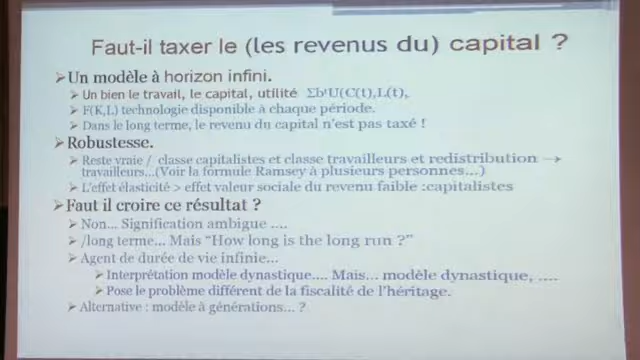 Faut-il taxer le (les revenus du) capital ?
➢Un modèle à horizon infini.
➢Un bien le travail, le capital, utilité Σbᵗ U(C(t),L(t),
➢F(K,L) technologie disponible à chaque période.
➢Dans le long terme, le revenu du capital n'est pas taxé !
➢Robustesse.
➢Reste vraie / classe capitalistes et classe travailleurs et redistribution →
travailleurs...(Voir la formule Ramsey à plusieurs personnes...)
➢L'effet élasticité > effet valeur sociale du revenu faible :capitalistes
➢Faut il croire ce résultat ?
➢Non... Signification ambigue ....
➢/long terme... Mais "How long is the long run ?"
➢Agent de durée de vie infinie...
➢Interprétation modèle dynastique.... Mais... modèle dynastique, ....
➢Pose le problème différent de la fiscalité de l'héritage.
➢Alternative : modèle à générations... ?